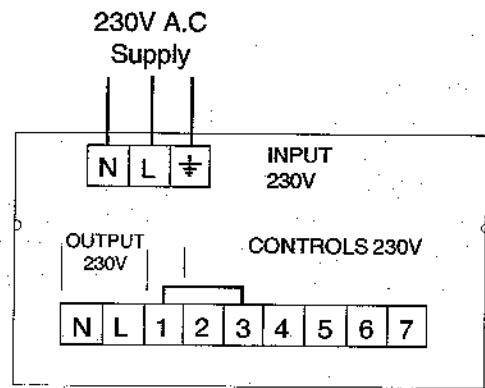 230V A.C
Supply
N L ⏚
INPUT
230V
OUTPUT
230V
CONTROLS 230V
N L 1 2 3 4 5 6 7